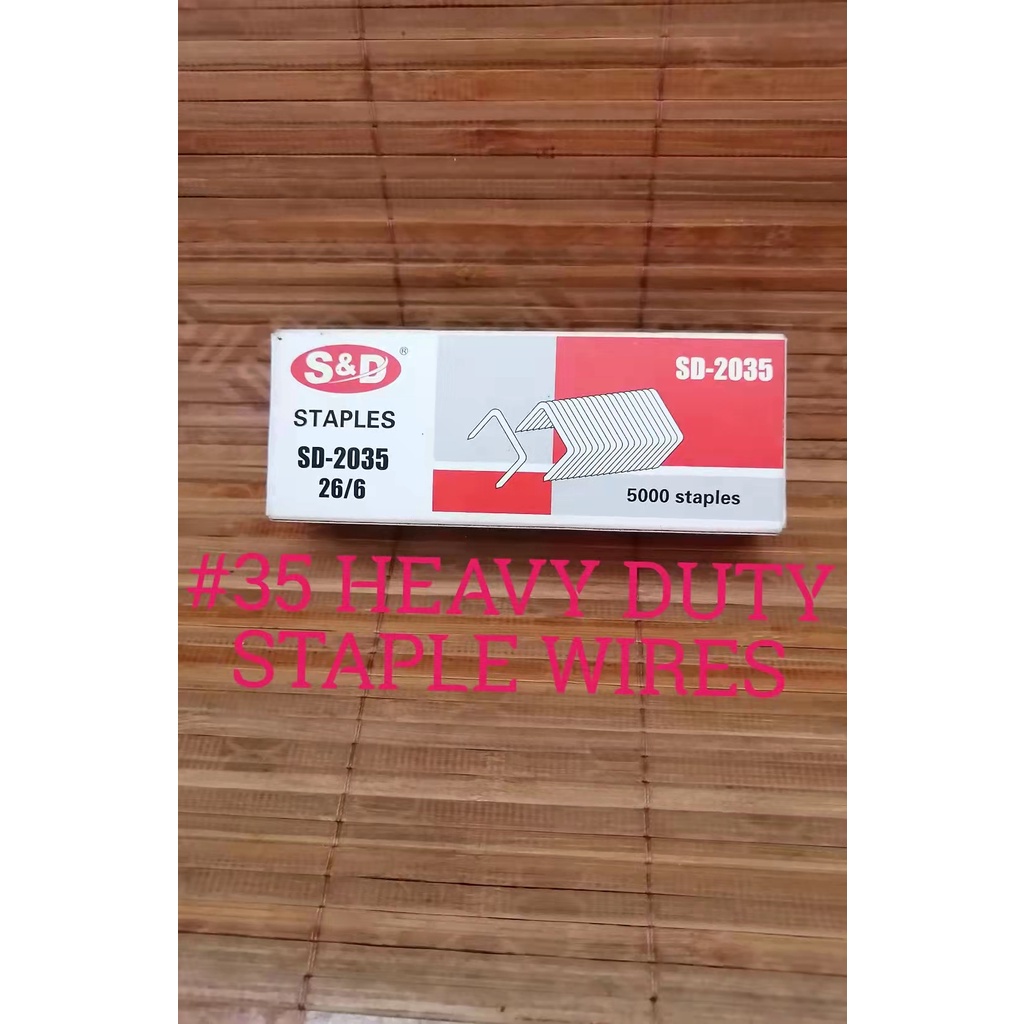 S&D®
STAPLES
SD-2035
26/6
SD-2035
5000 staples
#35 HEAVY DUTY
STAPLE WIRES